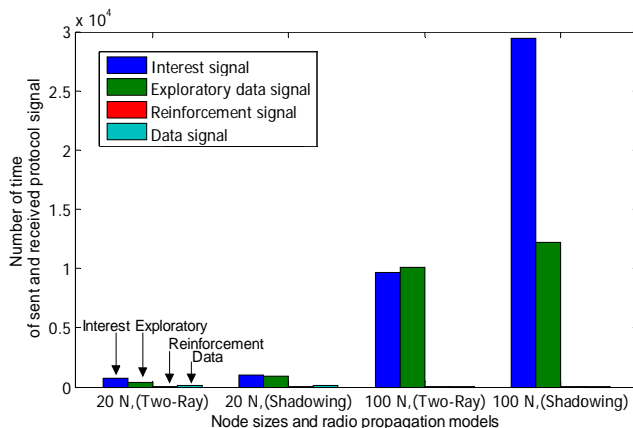 x 10^4
3
2.5
2
1.5
1
0.5
0
Number of time
of sent and received protocol signal
Interest signal
Exploratory data signal
Reinforcement signal
Data signal
Interest Exploratory
Reinforcement
Data
20 N,(Two-Ray) 20 N,(Shadowing) 100 N,(Two-Ray) 100 N,(Shadowing)
Node sizes and radio propagation models